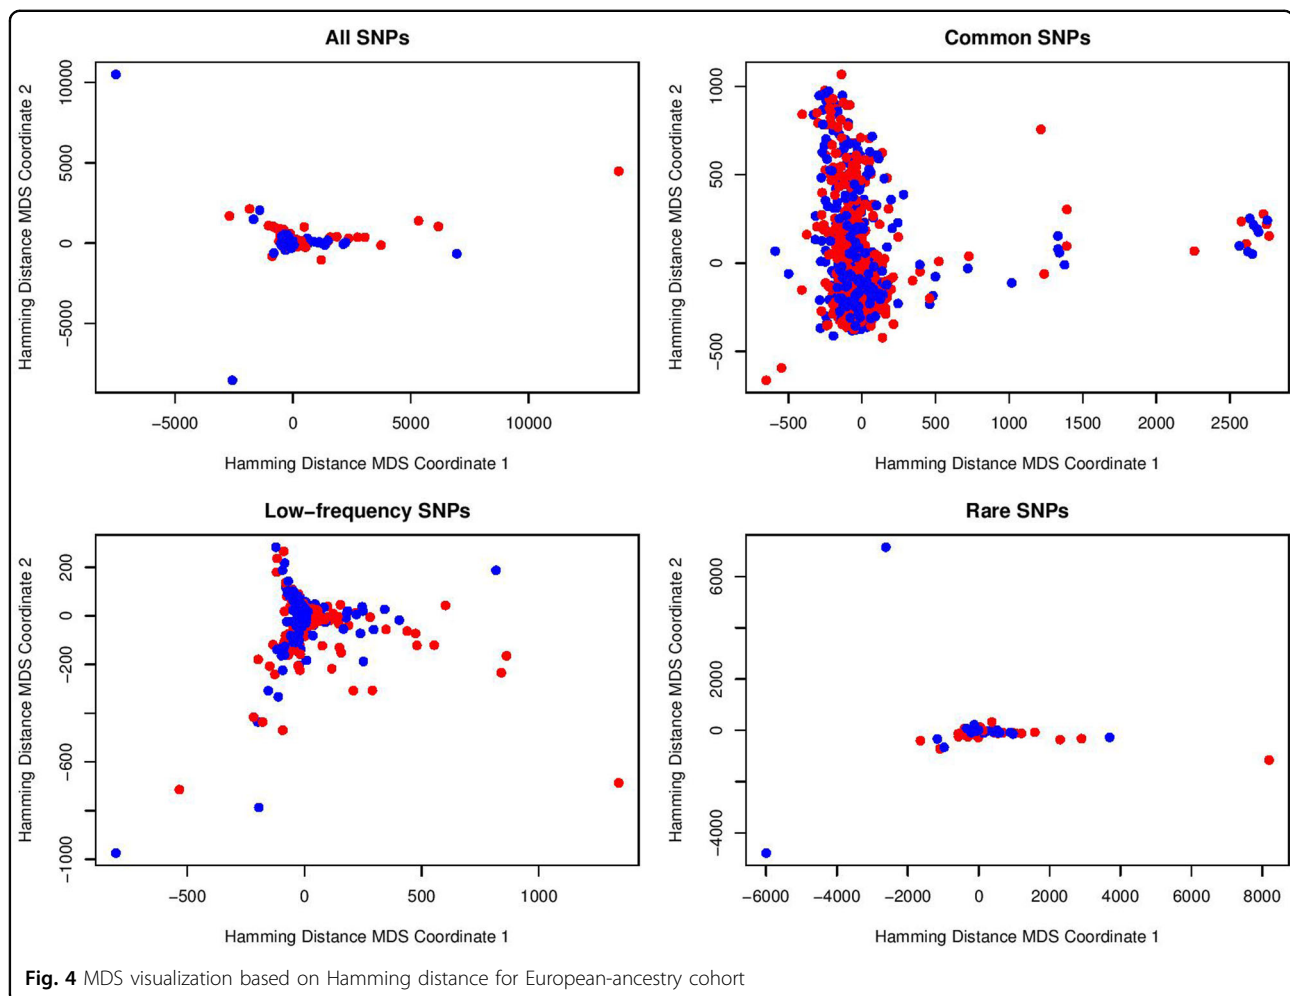 All SNPs
Hamming Distance MDS Coordinate 2
10000
5000
0
−5000
−5000 0 5000 10000
Hamming Distance MDS Coordinate 1
Common SNPs
Hamming Distance MDS Coordinate 2
1000
500
0
−500
−500 0 500 1000 1500 2000 2500
Hamming Distance MDS Coordinate 1
Low−frequency SNPs
Hamming Distance MDS Coordinate 2
200
0
−200
−600
−1000
−500 0 500 1000
Hamming Distance MDS Coordinate 1
Rare SNPs
Hamming Distance MDS Coordinate 2
6000
2000
0
−4000
−6000 −4000 −2000 0 2000 4000 6000 8000
Hamming Distance MDS Coordinate 1
Fig. 4 MDS visualization based on Hamming distance for European-ancestry cohort